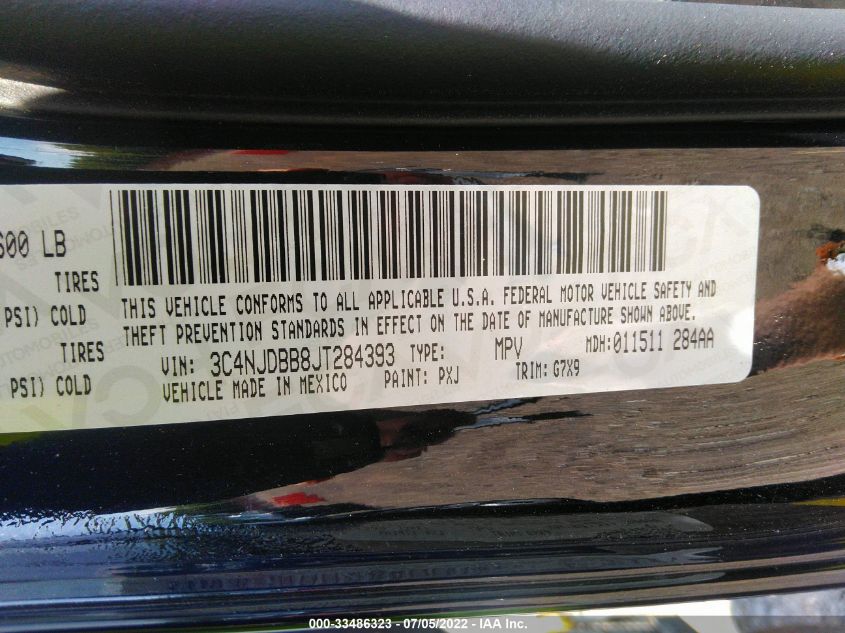 600 LB
TIRES
PSI) COLD
TIRES
PSI) COLD
THIS VEHICLE CONFORMS TO ALL APPLICABLE U.S.A. FEDERAL MOTOR VEHICLE SAFETY AND
THEFT PREVENTION STANDARDS IN EFFECT ON THE DATE OF MANUFACTURE SHOWN ABOVE.
VIN: 3C4NJDBB8JT284393 TYPE: MPV MDH:011511 284AA
VEHICLE MADE IN MEXICO PAINT: PXJ TRIM: G7X9
000-33486323 - 07/05/2022 - IAA Inc.